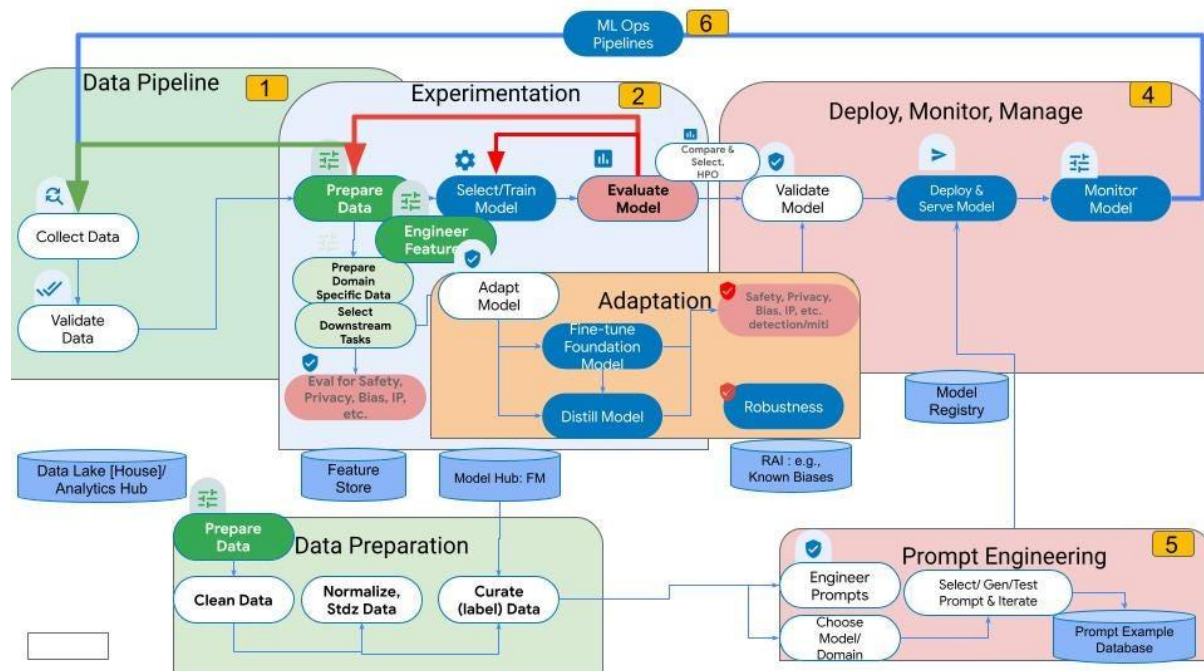 ML Ops
Pipelines
6
Data Pipeline
1
Experimentation
2
Deploy, Monitor, Manage
4
Collect Data
Validate
Data
Prepare
Data
Engineer
Feature
Select/Train
Model
Evaluate
Model
Compare &
Select,
HPO
Validate
Model
Deploy &
Serve Model
Monitor
Model
Prepare
Domain
Specific Data
Select
Downstream
Tasks
Eval for Safety,
Privacy, Bias, IP,
etc.
Adapt
Model
Adaptation
Fine-tune
Foundation
Model
Distill Model
Safety, Privacy,
Bias, IP, etc.
detection/miti
Robustness
Data Lake [House]/
Analytics Hub
Feature
Store
Model Hub: FM
RAI : e.g.,
Known Biases
Model
Registry
Prepare
Data
Data Preparation
Clean Data
Normalize,
Stdz Data
Curate
(label) Data
Prompt Engineering
5
Engineer
Prompts
Choose
Model/
Domain
Select/ Gen/Test
Prompt & Iterate
Prompt Example
Database